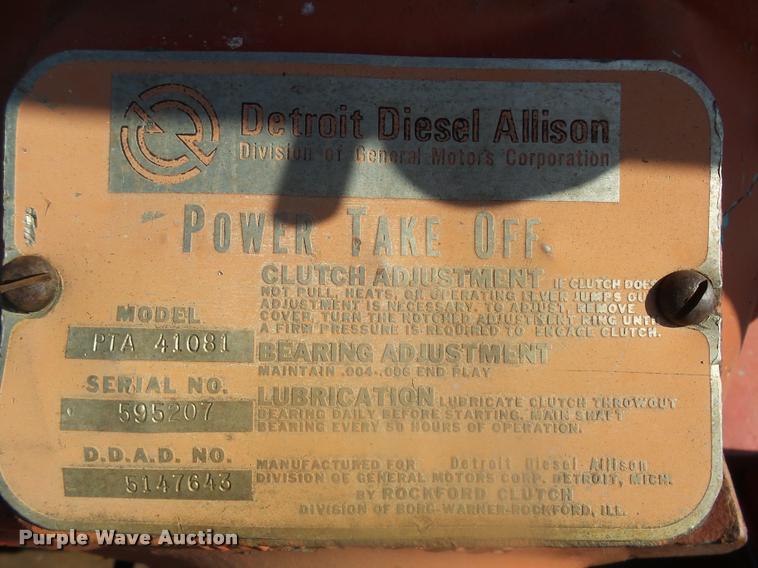 Detroit Diesel Allison
Division of General Motors Corporation
POWER TAKE OFF
CLUTCH ADJUSTMENT IF CLUTCH DOES
NOT PULL, HEATS, OR OPERATING LEVER JUMPS OUT
ADJUSTMENT IS NECESSARY. TO ADJUST, REMOVE
COVER, TURN THE LATCHED ADJUSTMENT RING UNTIL
A FIRM PRESSURE IS REQUIRED TO ENGAGE CLUTCH.
MODEL
PTA 41081
BEARING ADJUSTMENT
MAINTAIN .004-.006 END PLAY
SERIAL NO.
595207
LUBRICATION LUBRICATE CLUTCH THROWOUT
BEARING DAILY BEFORE STARTING. MAIN SHAFT
BEARING EVERY 50 HOURS OF OPERATION.
D.D.A.D. NO.
5147643
MANUFACTURED FOR Detroit Diesel Allison
DIVISION OF GENERAL MOTORS CORP. DETROIT, MICH.
BY ROCKFORD CLUTCH
DIVISION OF BORG-WARNER-ROCKFORD, ILL.
Purple Wave Auction